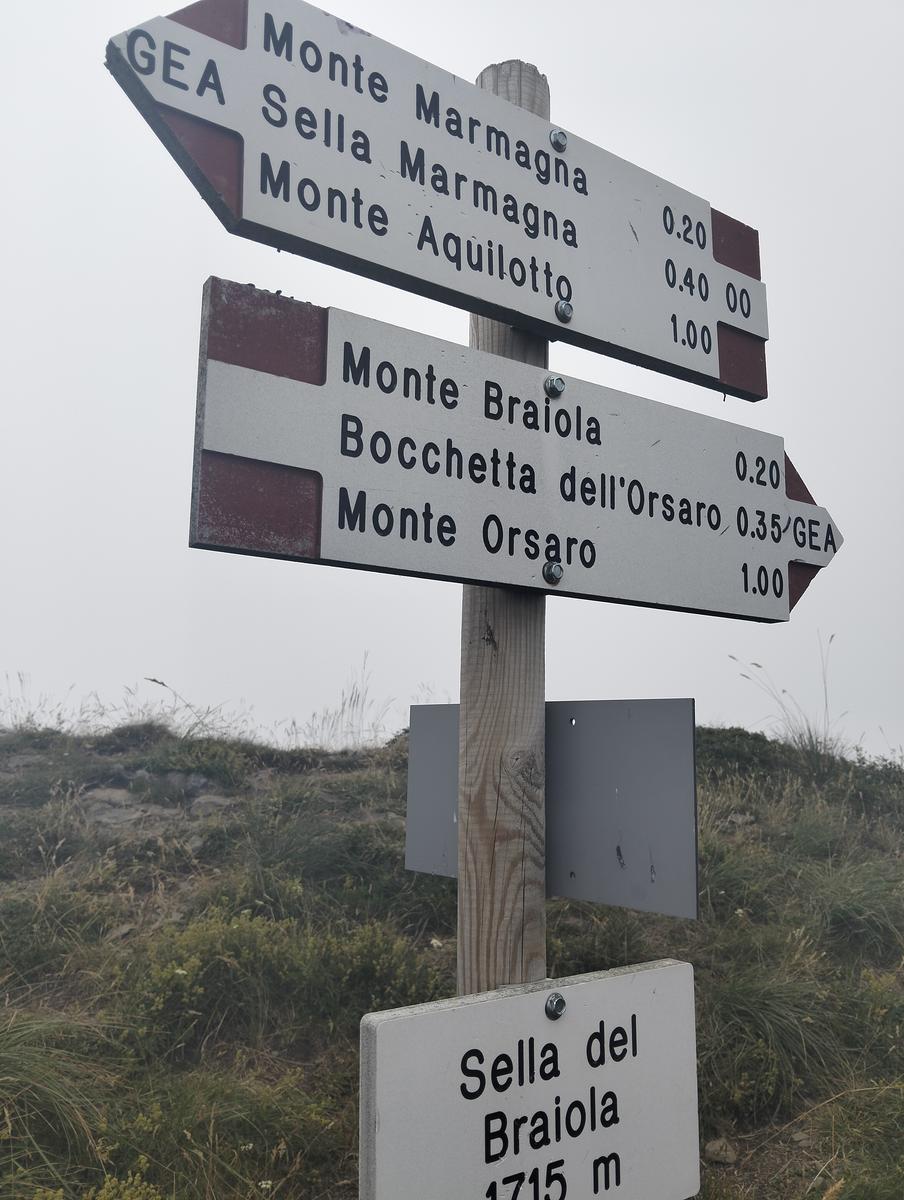 Monte Marmagna 0.20
GEA Sella Marmagna 0.40 00
Monte Aquilotto 1.00
Monte Braiola 0.20
Bocchetta dell'Orsaro 0.35 GEA
Monte Orsaro 1.00
Sella del
Braiola
1715 m